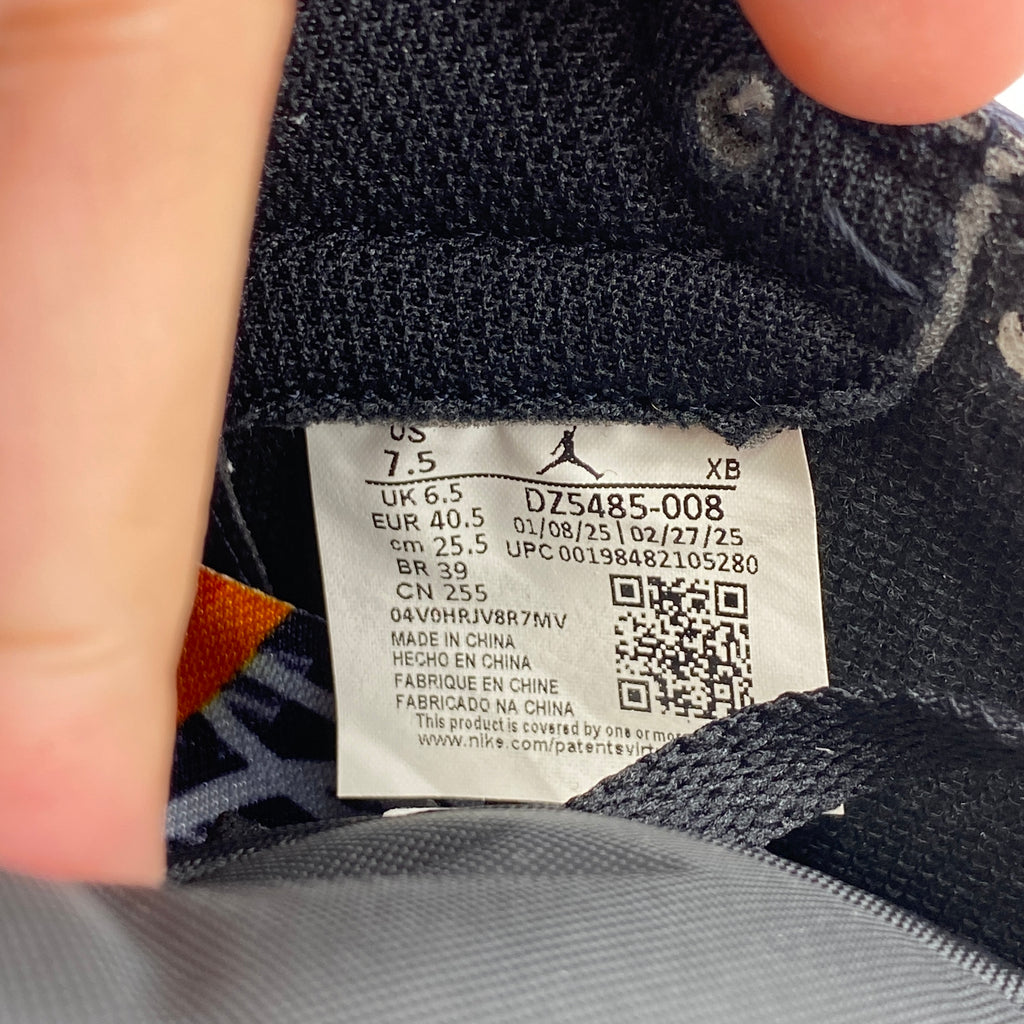 US
7.5
XB
UK 6.5
EUR 40.5
cm 25.5
BR 39
CN 255
DZ5485-008
01/08/25 | 02/27/25
UPC 00198482105280
04V0HRJV8R7MV
MADE IN CHINA
HECHO EN CHINA
FABRIQUE EN CHINE
FABRICADO NA CHINA
This product is covered by one or more
www.nike.com/patents